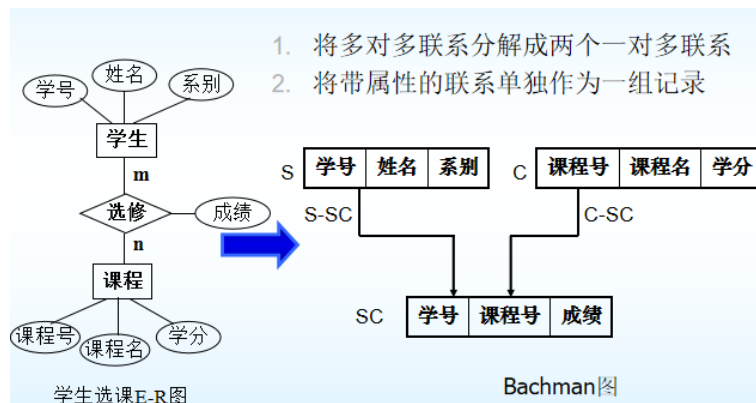 1. 将多对多联系分解成两个一对多联系
2. 将带属性的联系单独作为一组记录
学号
姓名
系别
学生
m
选修
成绩
n
课程
课程号
课程名
学分
学生选课E-R图
S 学号 姓名 系别
C 课程号 课程名 学分
S-SC
C-SC
SC 学号 课程号 成绩
Bachman图